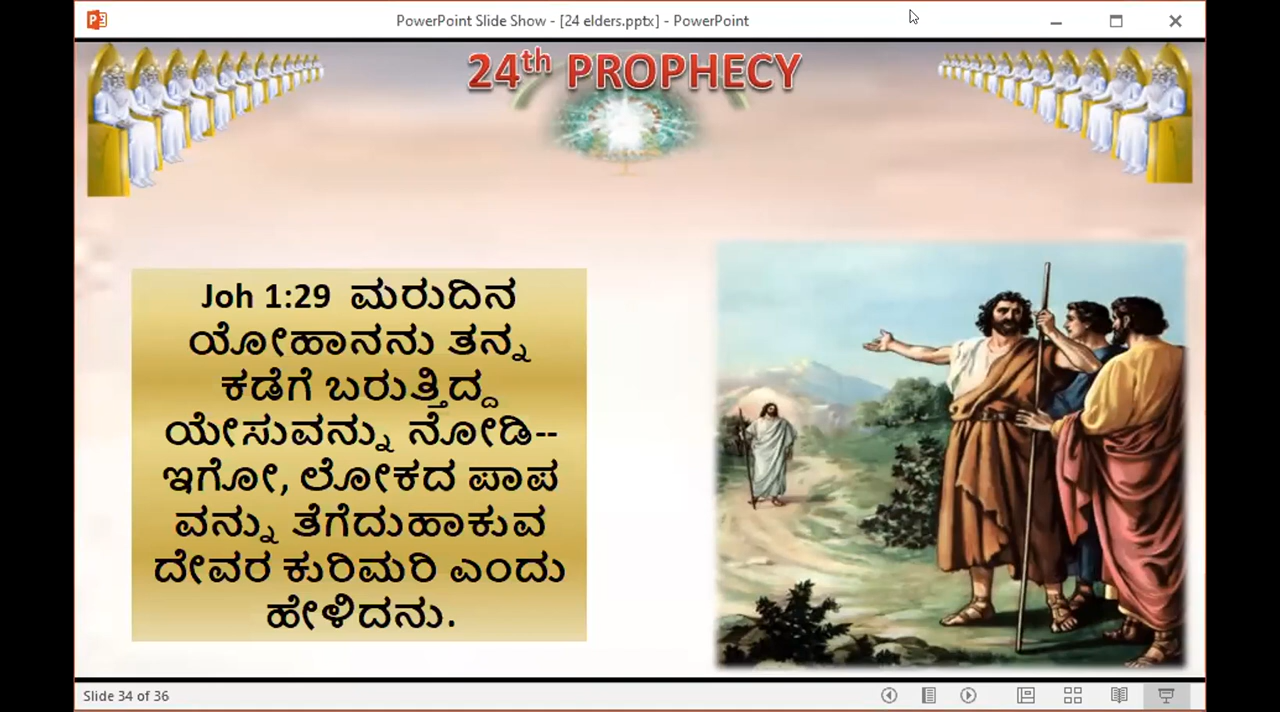 PowerPoint Slide Show - [24 elders.pptx] - PowerPoint
24th PROPHECY
Joh 1:29 ಮರುದಿನ
ಯೋಹಾನನು ತನ್ನ
ಕಡೆಗೆ ಬರುತ್ತಿದ್ದ
ಯೇಸುವನ್ನು ನೋಡಿ--
ಇಗೋ, ಲೋಕದ ಪಾಪ
ವನ್ನು ತೆಗೆದುಹಾಕುವ
ದೇವರ ಕುರಿಮರಿ ಎಂದು
ಹೇಳಿದನು.
Slide 34 of 36